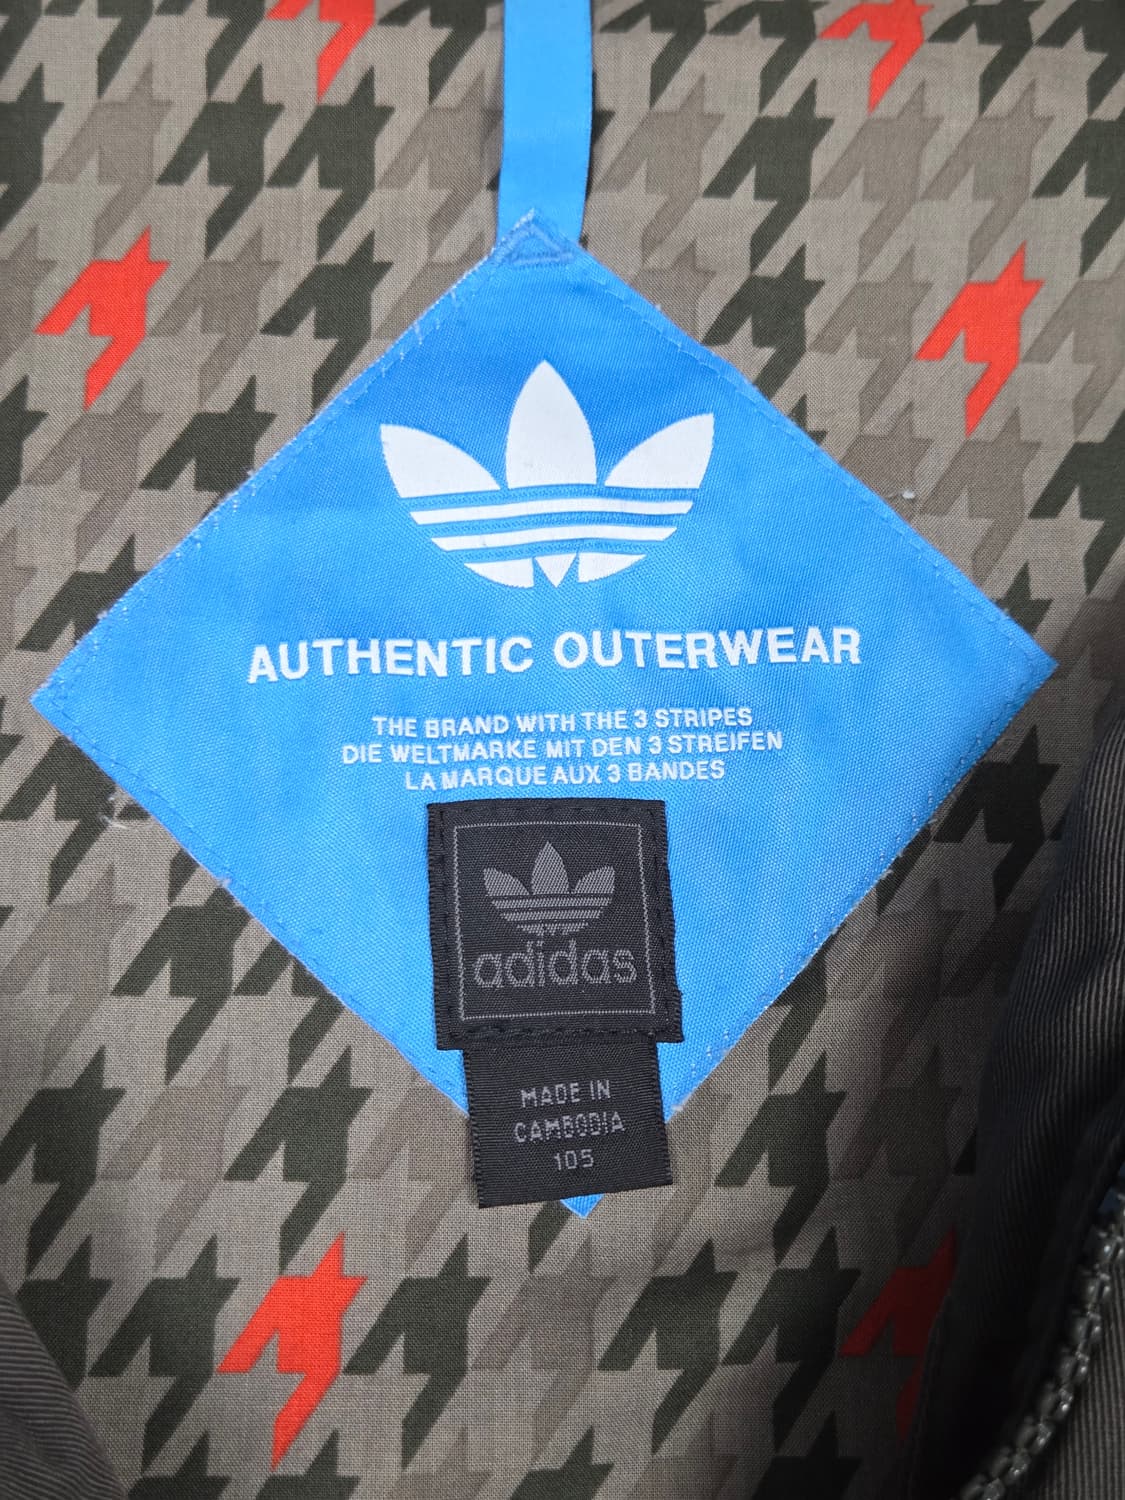 AUTHENTIC OUTERWEAR
THE BRAND WITH THE 3 STRIPES
DIE WELTMARKE MIT DEN 3 STREIFEN
LA MARQUE AUX 3 BANDES
adidas
MADE IN
CAMBODIA
105